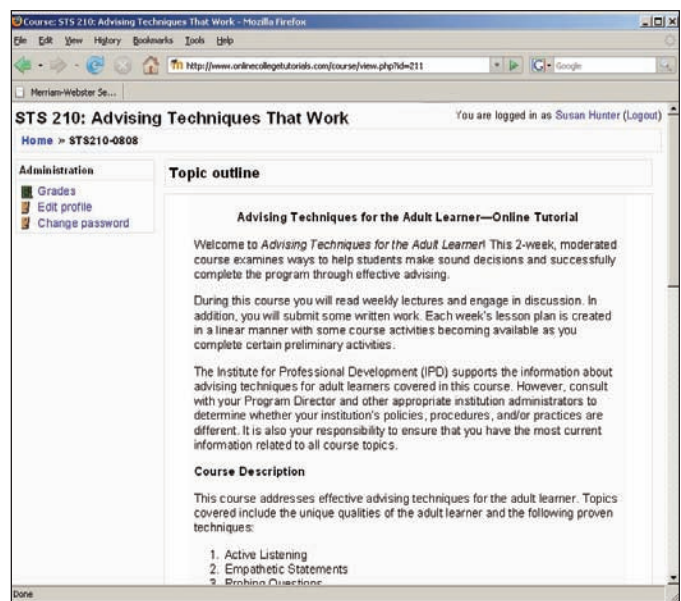 Course: STS 210: Advising Techniques That Work - Mozilla Firefox
File Edit View History Bookmarks Tools Help
http://www.onlinecollegetutorials.com/course/view.php?id=211
G Google
Merriam-Webster Se...
STS 210: Advising Techniques That Work
You are logged in as Susan Hunter (Logout)
Home » STS210-0808
Administration
Grades
Edit profile
Change password
Topic outline
Advising Techniques for the Adult Learner—Online Tutorial
Welcome to Advising Techniques for the Adult Learner! This 2-week, moderated
course examines ways to help students make sound decisions and successfully
complete the program through effective advising.
During this course you will read weekly lectures and engage in discussion. In
addition, you will submit some written work. Each week's lesson plan is created
in a linear manner with some course activities becoming available as you
complete certain preliminary activities.
The Institute for Professional Development (IPD) supports the information about
advising techniques for adult learners covered in this course. However, consult
with your Program Director and other appropriate institution administrators to
determine whether your institution's policies, procedures, and/or practices are
different. It is also your responsibility to ensure that you have the most current
information related to all course topics.
Course Description
This course addresses effective advising techniques for the adult learner. Topics
covered include the unique qualities of the adult learner and the following proven
techniques:
1. Active Listening
2. Empathetic Statements
3. Probing Questions
Done